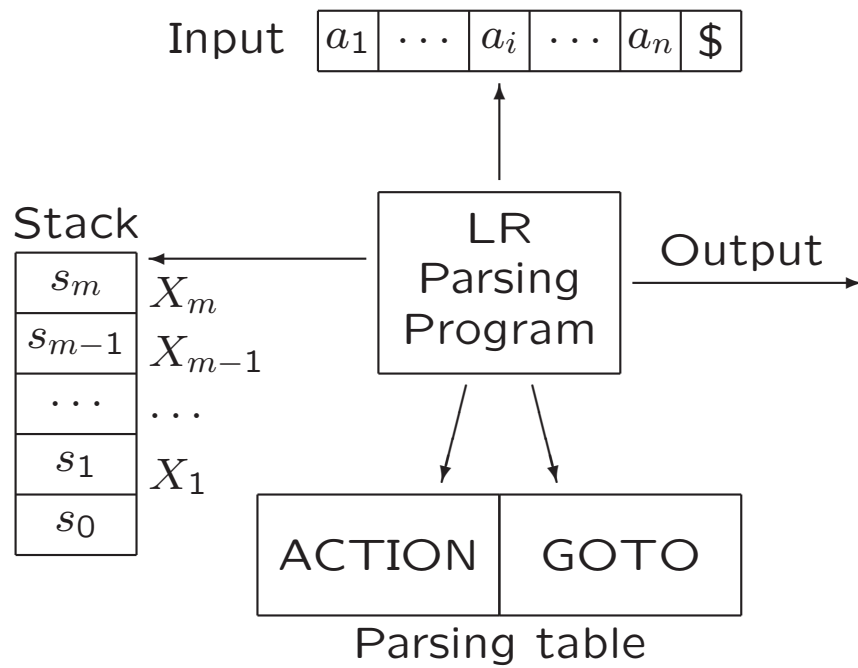 Input a₁ ⋯ aᵢ ⋯ aₙ $
LR
Parsing
Program
Output
Stack
sₘ Xₘ
sₘ₋₁ Xₘ₋₁
⋯ ⋯
s₁ X₁
s₀
ACTION GOTO
Parsing table